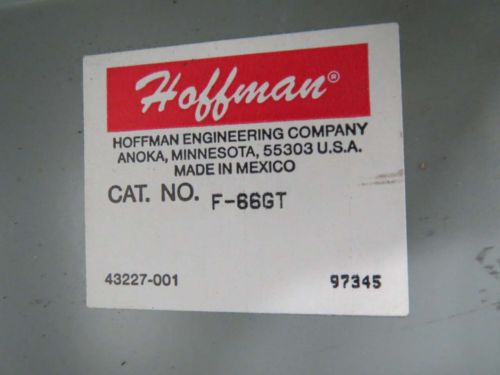 Hoffman®
HOFFMAN ENGINEERING COMPANY
ANOKA, MINNESOTA, 55303 U.S.A.
MADE IN MEXICO
CAT. NO. F-66GT
43227-001 97345